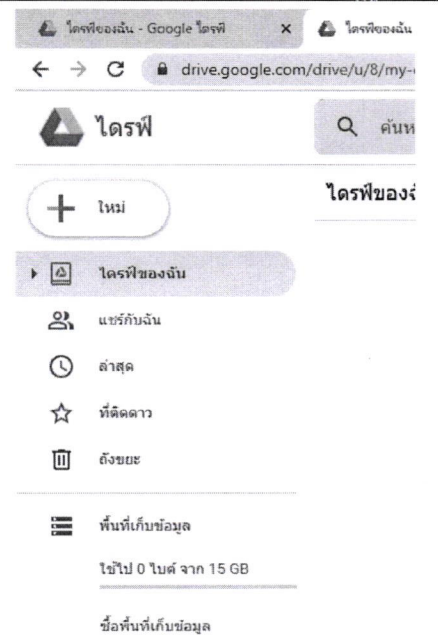 ไดรฟ์ของฉัน - Google ไดรฟ์ × ไดรฟ์ของฉัน
drive.google.com/drive/u/8/my-
ไดรฟ์
ค้นห
ใหม่
ไดรฟ์ของฉ
ไดรฟ์ของฉัน
แชร์กับฉัน
ล่าสุด
ที่ติดดาว
ถังขยะ
พื้นที่เก็บข้อมูล
ใช้ไป 0 ไบต์ จาก 15 GB
ซื้อพื้นที่เก็บข้อมูล